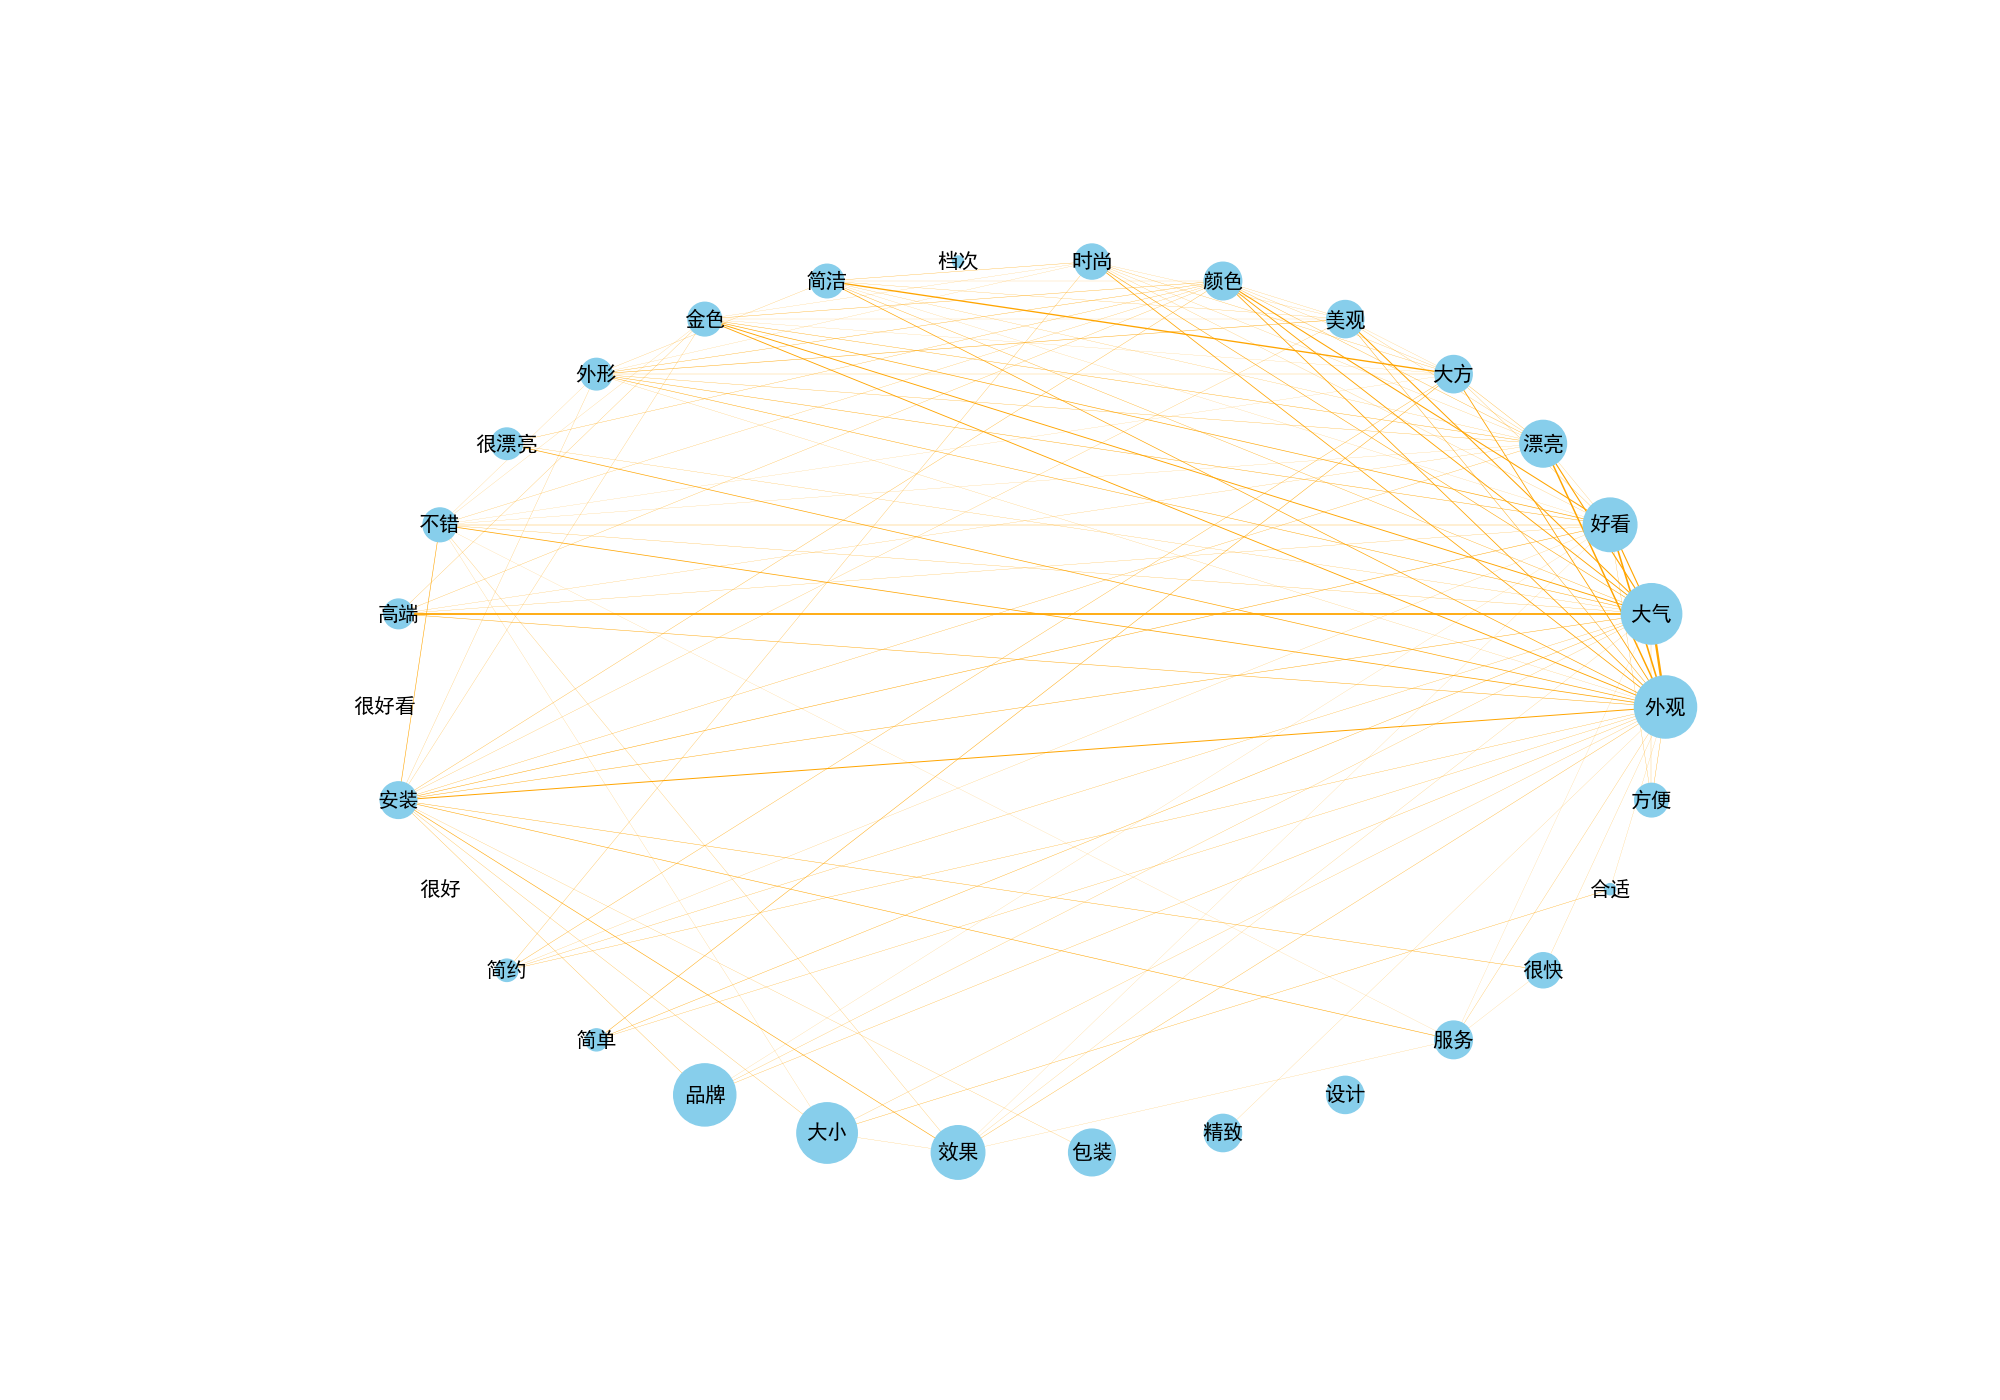 档次
时尚
简洁
颜色
金色
美观
外形
大方
很漂亮
漂亮
不错
好看
高端
大气
很好看
外观
安装
方便
很好
合适
简约
很快
简单
服务
品牌
设计
大小
精致
效果
包装